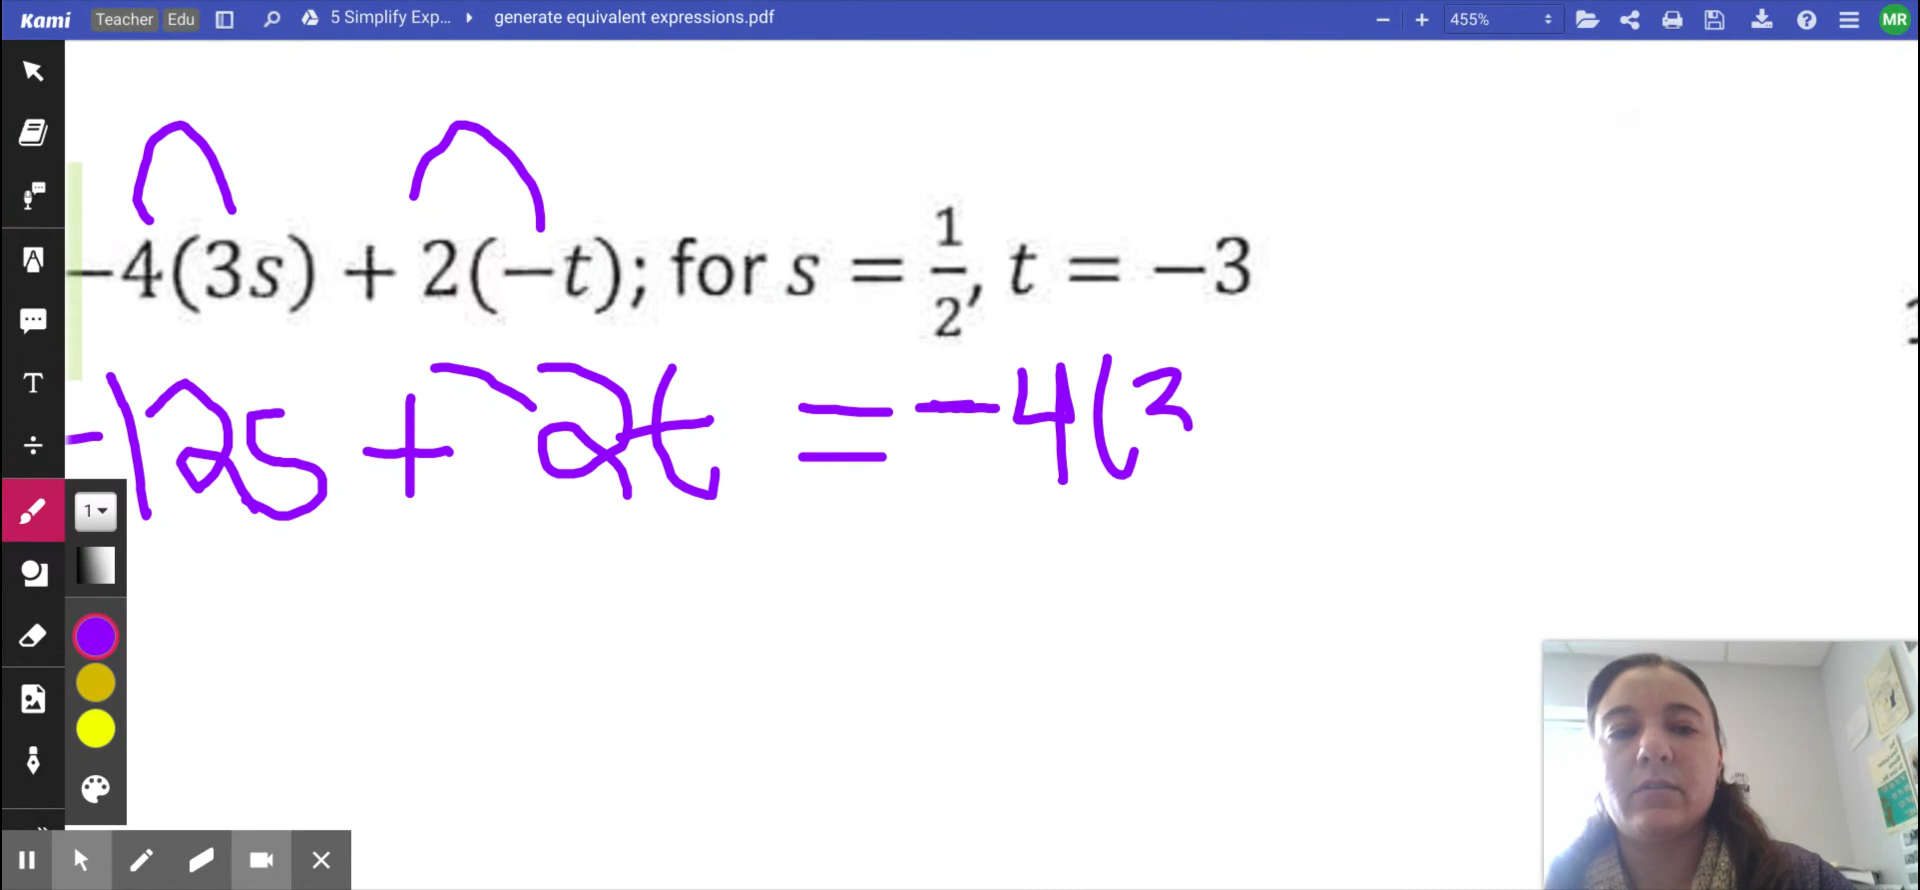 Kami Teacher Edu 5 Simplify Exp... generate equivalent expressions.pdf 455% MR
-4(3s) + 2(-t); for s = 1/2, t = -3
-12s + -2t = -4(3
T
1